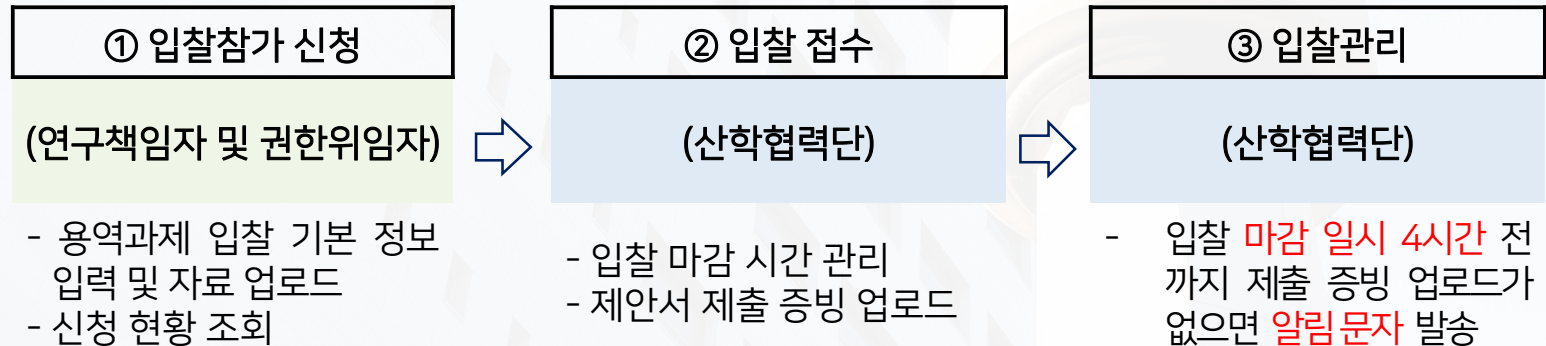 ① 입찰참가 신청
(연구책임자 및 권한위임자)
- 용역과제 입찰 기본 정보
입력 및 자료 업로드
- 신청 현황 조회
② 입찰 접수
(산학협력단)
- 입찰 마감 시간 관리
- 제안서 제출 증빙 업로드
③ 입찰관리
(산학협력단)
- 입찰 마감 일시 4시간 전
까지 제출 증빙 업로드가
없으면 알림문자 발송